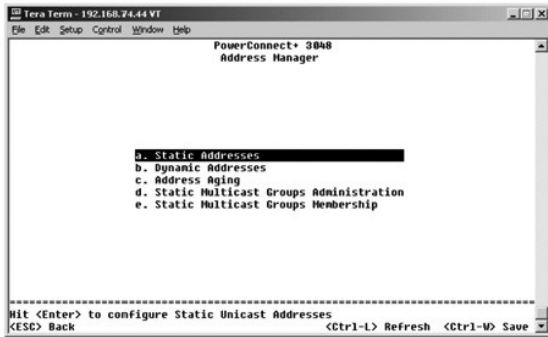 Tera Term - 192.168.74.44 VT
File Edit Setup Control Window Help
PowerConnect+ 3048
Address Manager
a. Static Addresses
b. Dynamic Addresses
c. Address Aging
d. Static Multicast Groups Administration
e. Static Multicast Groups Membership
Hit <Enter> to configure Static Unicast Addresses
<ESC> Back <Ctrl-L> Refresh <Ctrl-W> Save